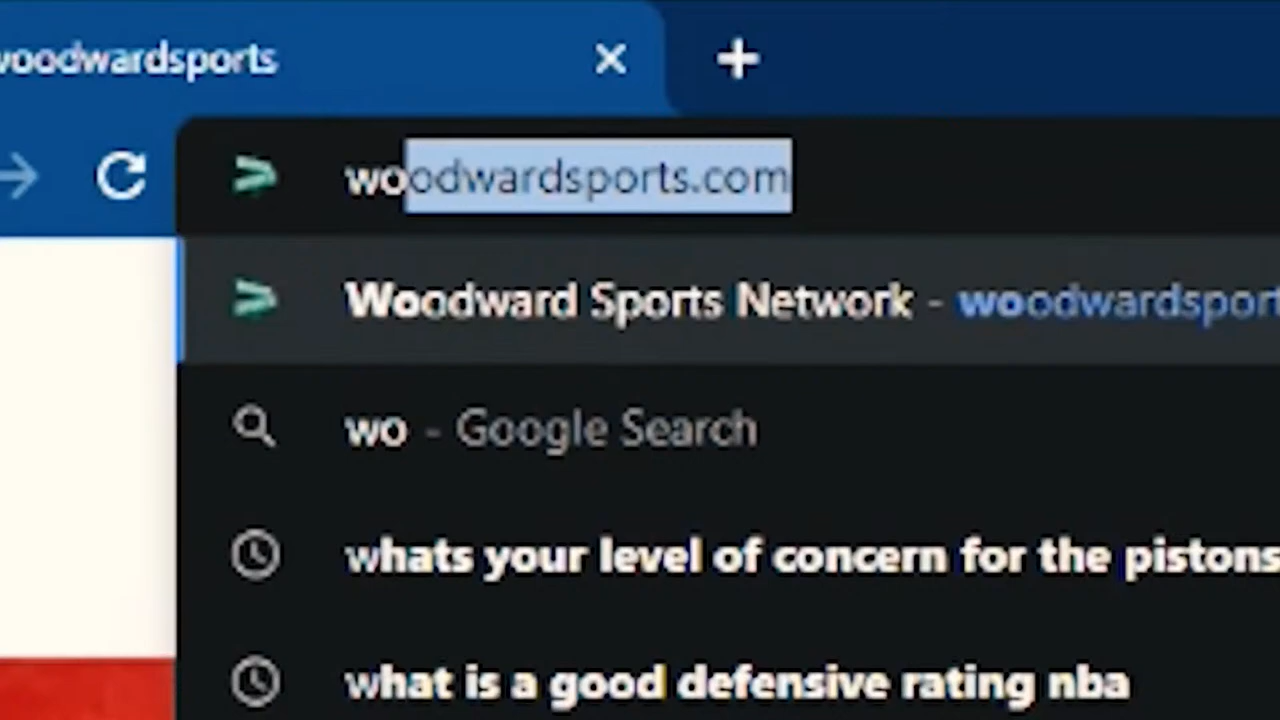 woodwardsports
woodwardsports.com
Woodward Sports Network - woodwardsport
wo - Google Search
whats your level of concern for the pistons
what is a good defensive rating nba